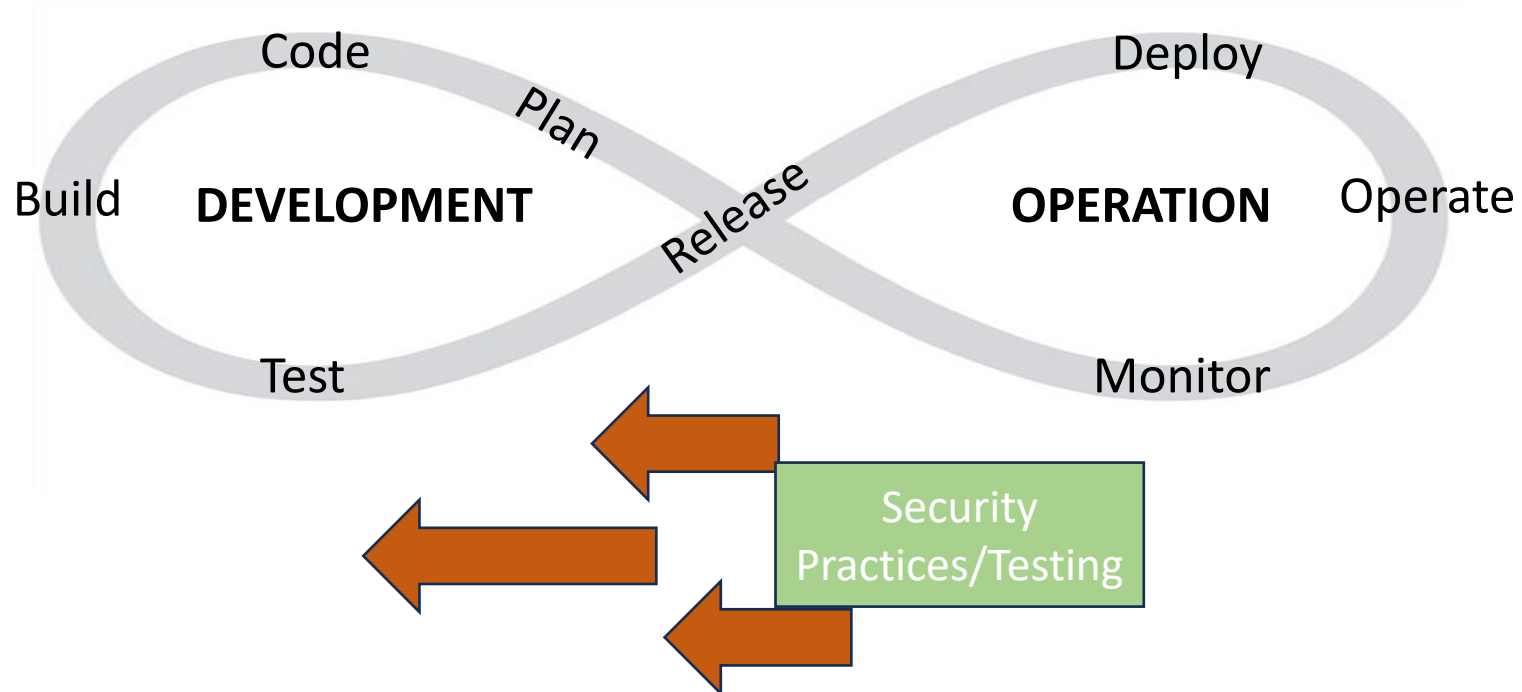 Code
Deploy
Plan
Build
DEVELOPMENT
Release
OPERATION
Operate
Test
Monitor
Security
Practices/Testing